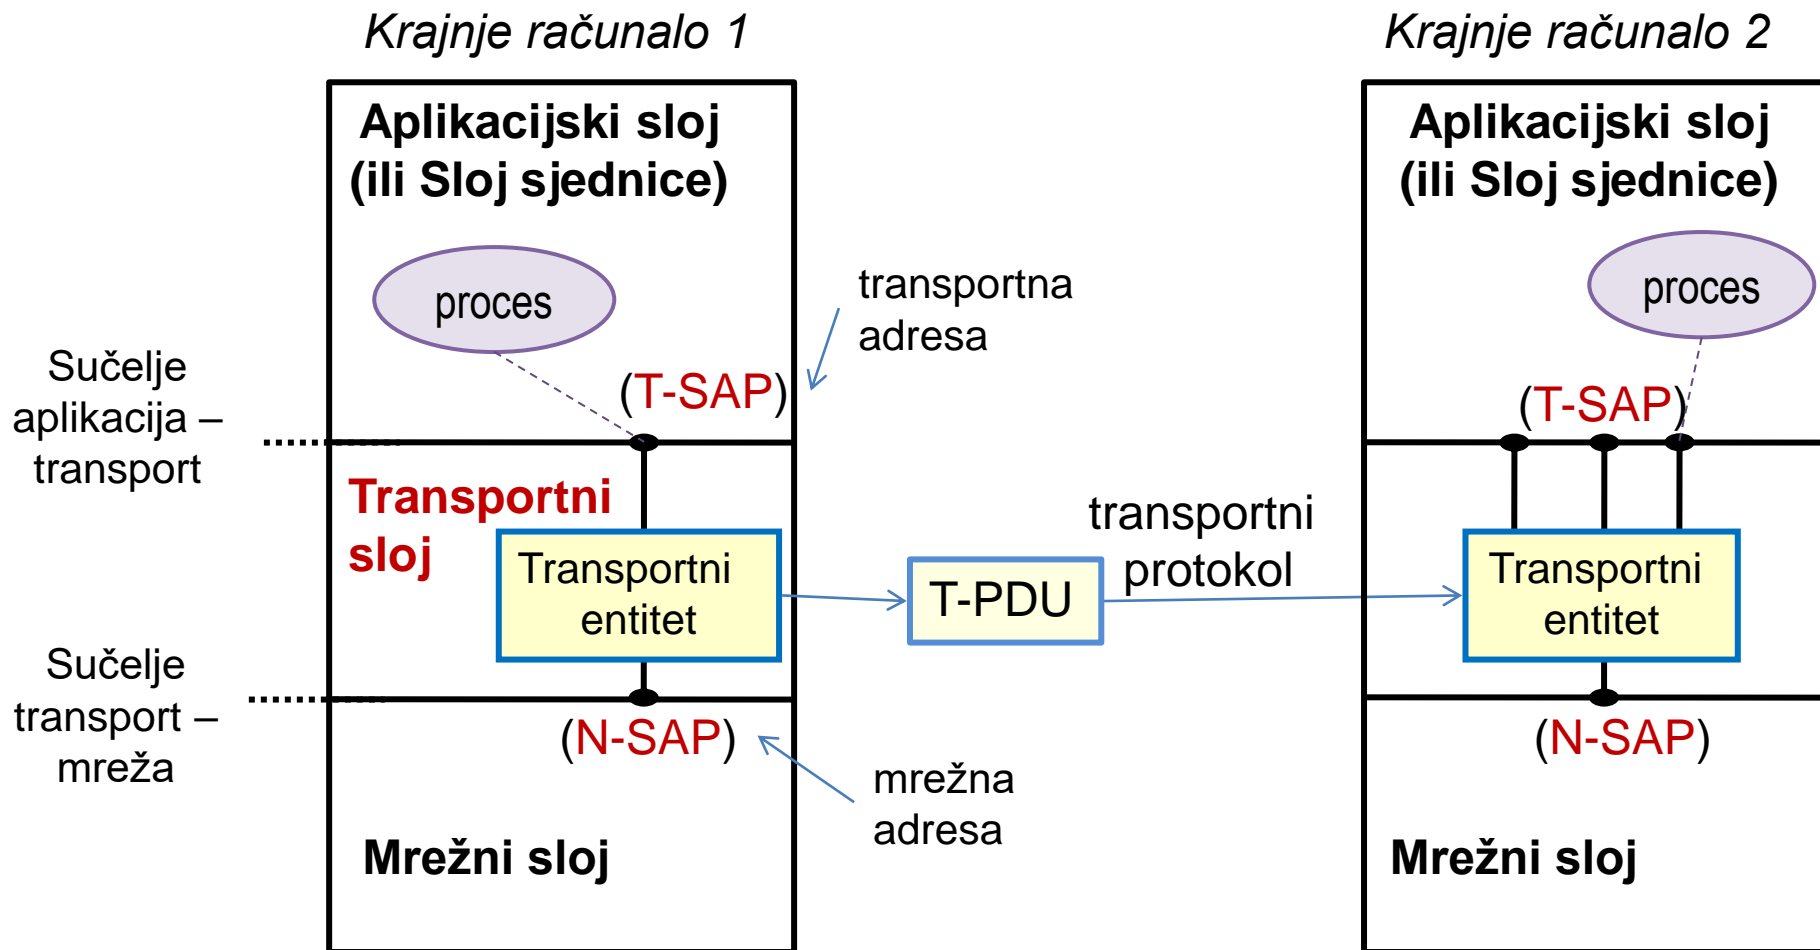 Krajnje računalo 1
Krajnje računalo 2
Aplikacijski sloj
(ili Sloj sjednice)
Aplikacijski sloj
(ili Sloj sjednice)
proces
transportna
adresa
proces
Sučelje
aplikacija –
transport
(T-SAP)
(T-SAP)
Transportni
sloj
Transportni
entitet
T-PDU
transportni
protokol
Transportni
entitet
Sučelje
transport –
mreža
(N-SAP)
(N-SAP)
mrežna
adresa
Mrežni sloj
Mrežni sloj